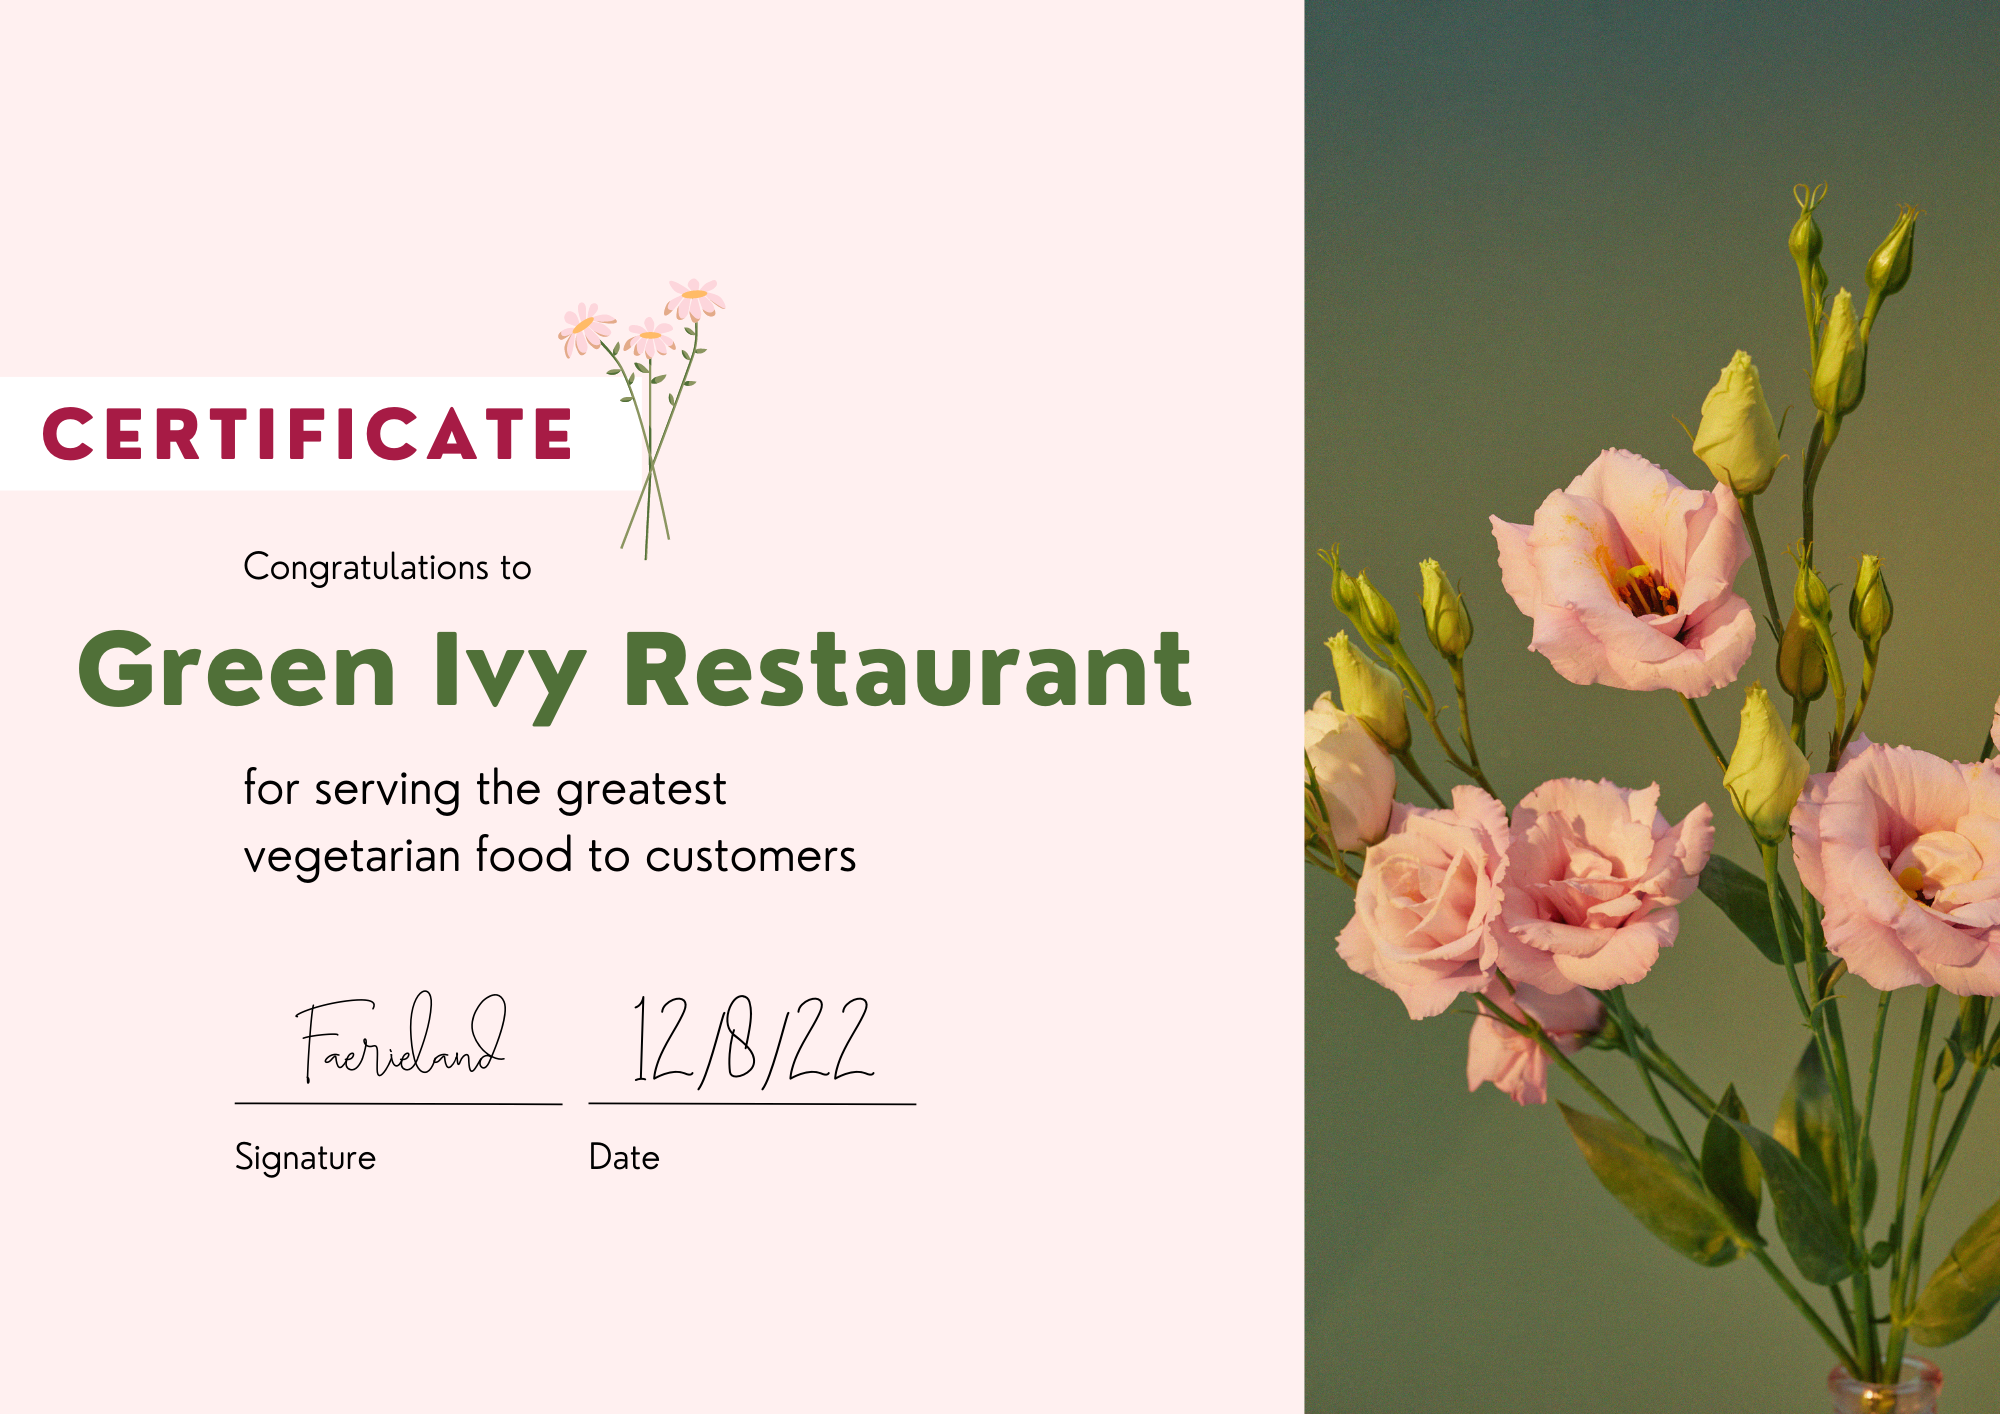 CERTIFICATE
Congratulations to
Green Ivy Restaurant
for serving the greatest
vegetarian food to customers
Faerieland 12/8/22
Signature Date